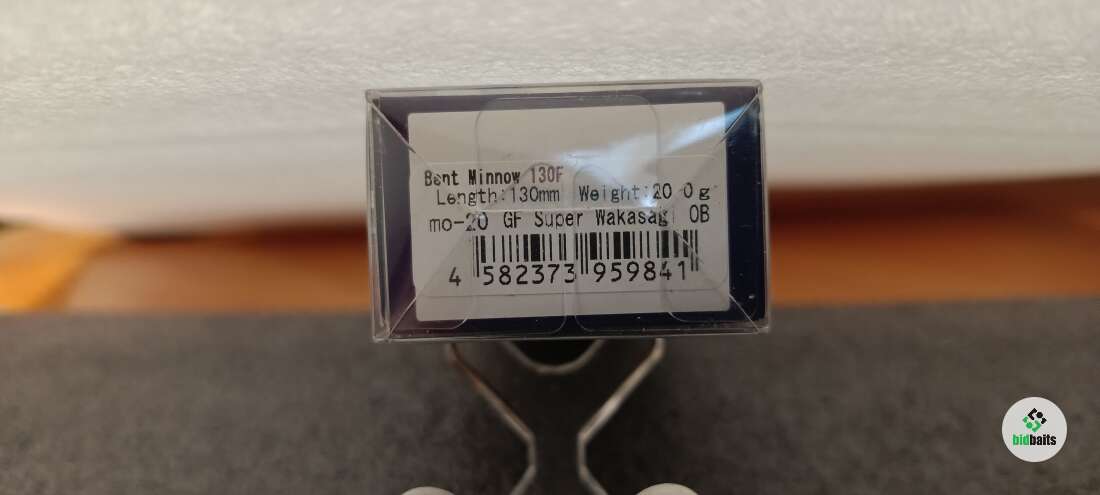 Bent Minnow 130F
Length:130mm Weight:20.0g
mo-20 GF Super Wakasagi OB
4 582373 959841
bidbaits